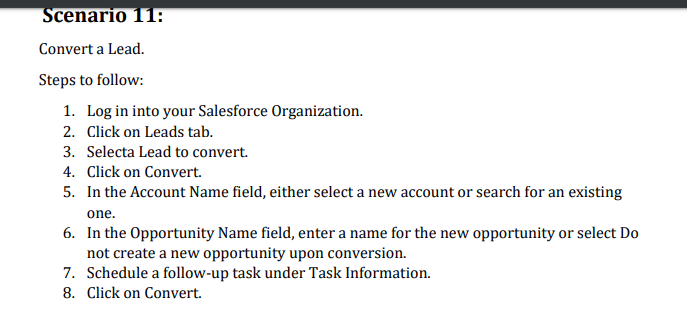 Scenario 11:
Convert a Lead.
Steps to follow:
1. Log in into your Salesforce Organization.
2. Click on Leads tab.
3. Selecta Lead to convert.
4. Click on Convert.
5. In the Account Name field, either select a new account or search for an existing
one.
6. In the Opportunity Name field, enter a name for the new opportunity or select Do
not create a new opportunity upon conversion.
7. Schedule a follow-up task under Task Information.
8. Click on Convert.